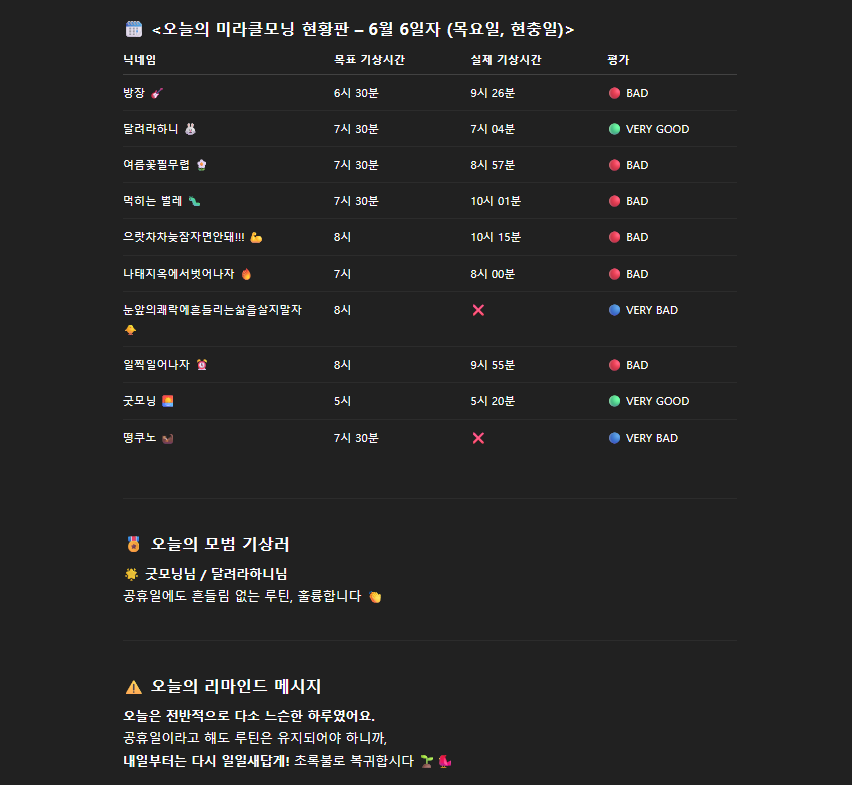 🗓️ <오늘의 미라클모닝 현황판 – 6월 6일자 (목요일, 현충일)>
닉네임 목표 기상시간 실제 기상시간 평가
방장 🎸 6시 30분 9시 26분 🔴 BAD
달려라하니 🐰 7시 30분 7시 04분 🟢 VERY GOOD
여름꽃필무렵 🌸 7시 30분 8시 57분 🔴 BAD
먹히는 벌레 🐛 7시 30분 10시 01분 🔴 BAD
으랏차차늦잠자면안돼!!! 💪 8시 10시 15분 🔴 BAD
나태지옥에서벗어나자 🔥 7시 8시 00분 🔴 BAD
눈앞의쾌락에흔들리는삶을살지말자 8시 ❌ 🔵 VERY BAD
🐥
일찍일어나자 ⏰ 8시 9시 55분 🔴 BAD
굿모닝 🌅 5시 5시 20분 🟢 VERY GOOD
떵쿠노 🦦 7시 30분 ❌ 🔵 VERY BAD
🏅 오늘의 모범 기상러
🌟 굿모닝님 / 달려라하니님
공휴일에도 흔들림 없는 루틴, 훌륭합니다 👏
⚠️ 오늘의 리마인드 메시지
오늘은 전반적으로 다소 느슨한 하루였어요.
공휴일이라고 해도 루틴은 유지되어야 하니까,
내일부터는 다시 일일새답게! 초록불로 복귀합시다 🌱🐦